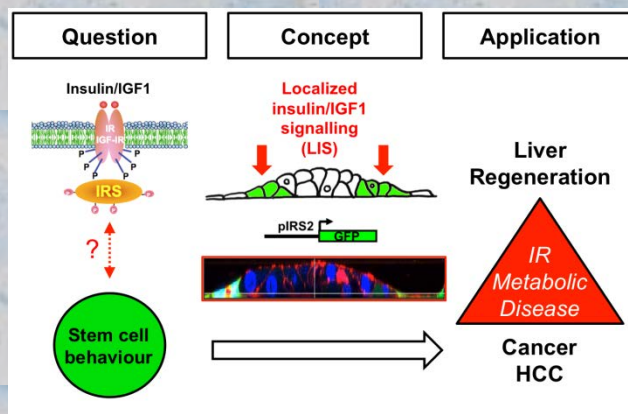 Question
Concept
Application
Insulin/IGF1
IR
IGF-IR
P
P
P
P
P
P
IRS
?
Stem cell
behaviour
Localized
insulin/IGF1
signalling
(LIS)
pIRS2
GFP
Liver
Regeneration
IR
Metabolic
Disease
Cancer
HCC